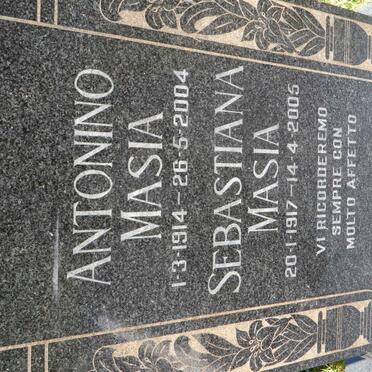 ANTONINO
MASIA
1-3-1914-26-5-2004
SEBASTIANA
MASIA
20-1-1917-14-4-2005
VI RICORDEREMO
SEMPRE CON
MOLTO AFFETTO